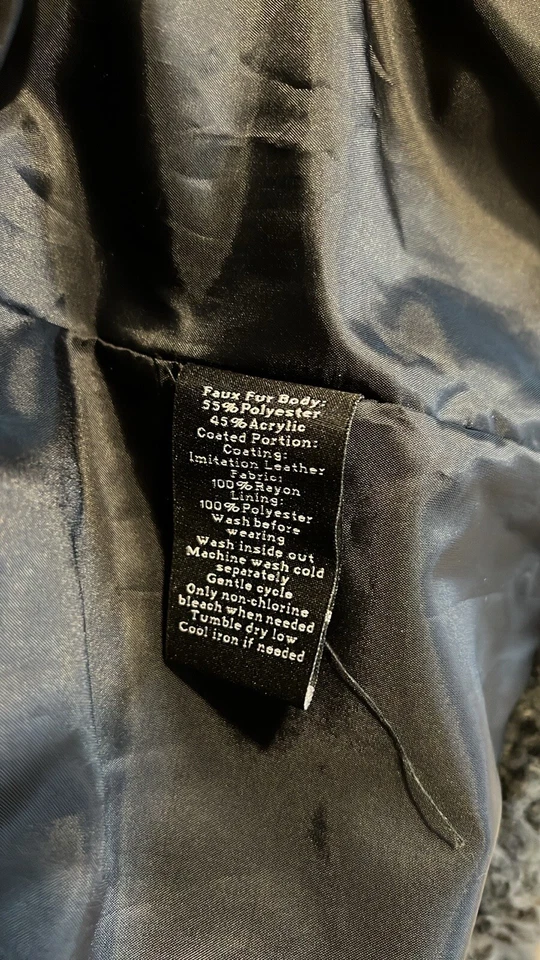 Faux Fur Body:
55%Polyester
45%Acrylic
Coated Portion:
Coating:
Imitation Leather
Fabric:
100%Rayon
Lining:
100%Polyester
Wash before
wearing
Wash inside out
Machine wash cold
separately
Gentle cycle
Only non-chlorine
bleach when needed
Tumble dry low
Cool iron if needed